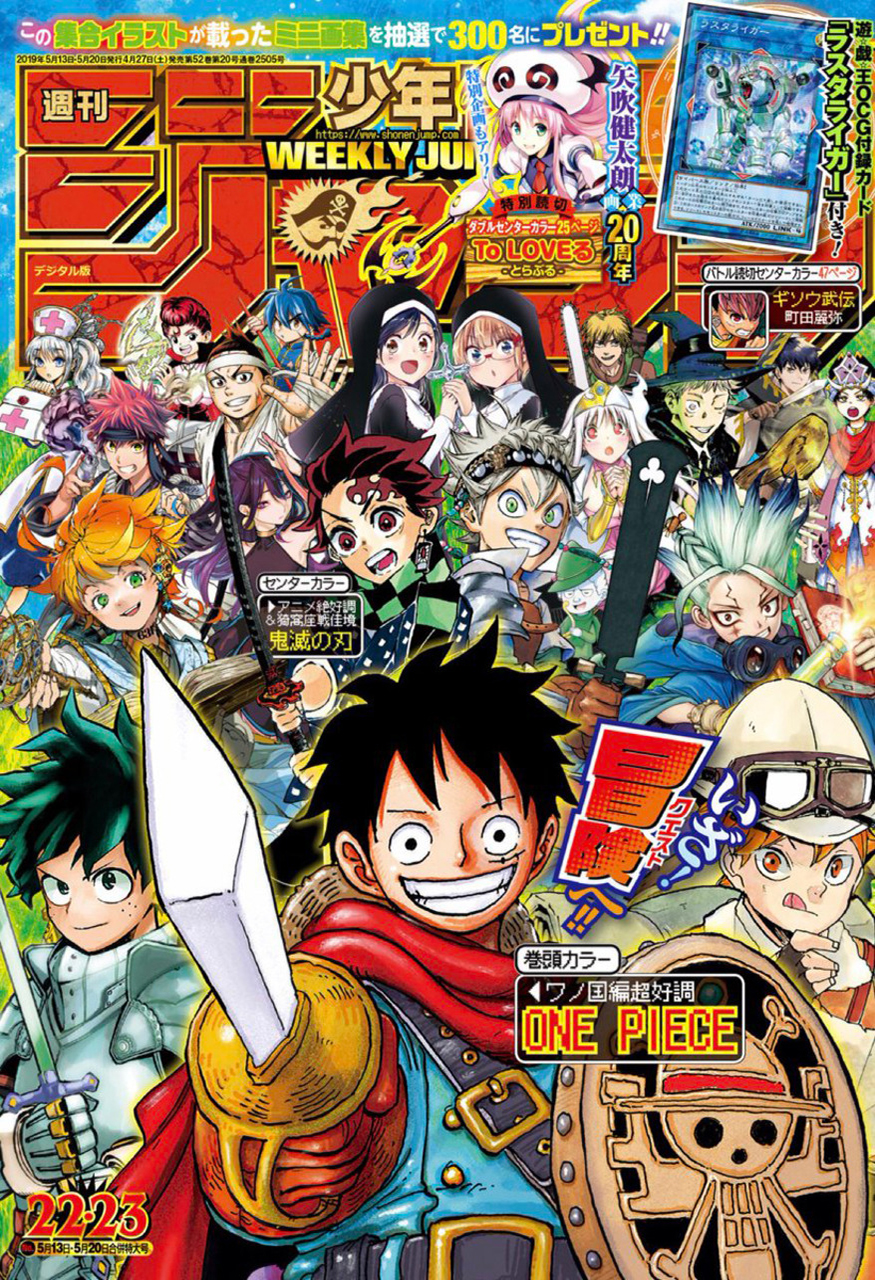 この集合イラストが載ったミニ画集を抽選で300名にプレゼント!!
2019年5月13日・5月20日発行4月27日(土)発売第52巻第20号通巻2505号
週刊
少年
ジャンプ
https://www.shonenjump.com
WEEKLY JUM
デジタル版
特別企画もアリ!
矢吹健太朗
画業
20周年
特別読切
ダブルセンターカラー25ページ
To LOVEる
-とらぶる-
遊☆戯☆王OCG付録カード
「ラスタライガー」付き!
ラスタライガー
ATK/2000 LINK-4
バトル読切センターカラー47ページ
ギソウ武伝
町田麗弥
センターカラー
▶アニメ絶好調
&猗窩座戦佳境
鬼滅の刃
いざ!
冒険へ!!
クエスト
巻頭カラー
◀ワノ国編超好調
ONE PIECE
22・23
5月13日・5月20日合併特大号